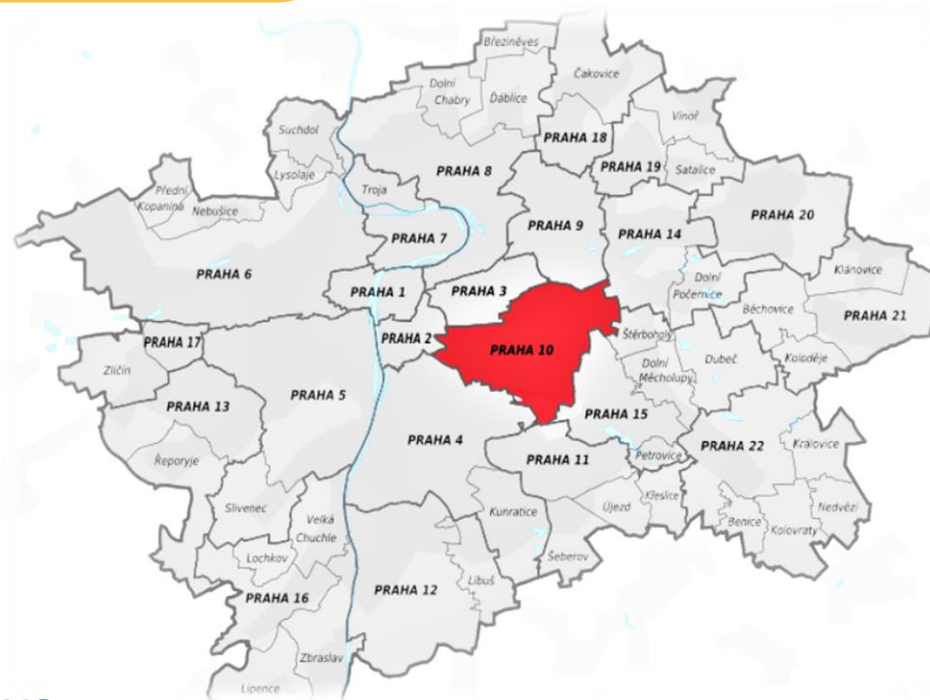 Březiněves
Čakovice
Dolní
Chabry
Ďáblice
Vinoř
Suchdol
PRAHA 18
PRAHA 19
Satalice
Lysolaje
PRAHA 8
Troja
Přední
Kopanina
Nebušice
PRAHA 20
PRAHA 9
PRAHA 14
PRAHA 7
PRAHA 6
Klánovice
Dolní
Počernice
PRAHA 1
PRAHA 3
Běchovice
PRAHA 21
PRAHA 2
Štěrboholy
PRAHA 17
PRAHA 10
Dubeč
Koloděje
Zličín
Dolní
Měcholupy
PRAHA 5
PRAHA 13
PRAHA 15
PRAHA 4
PRAHA 22
Královice
Petrovice
PRAHA 11
Řeporyje
Křeslice
Újezd
Nedvězí
Slivenec
Kunratice
Velká
Chuchle
Benice
Kolovraty
Lochkov
Šeberov
Libuš
PRAHA 12
PRAHA 16
Zbraslav
Lipence